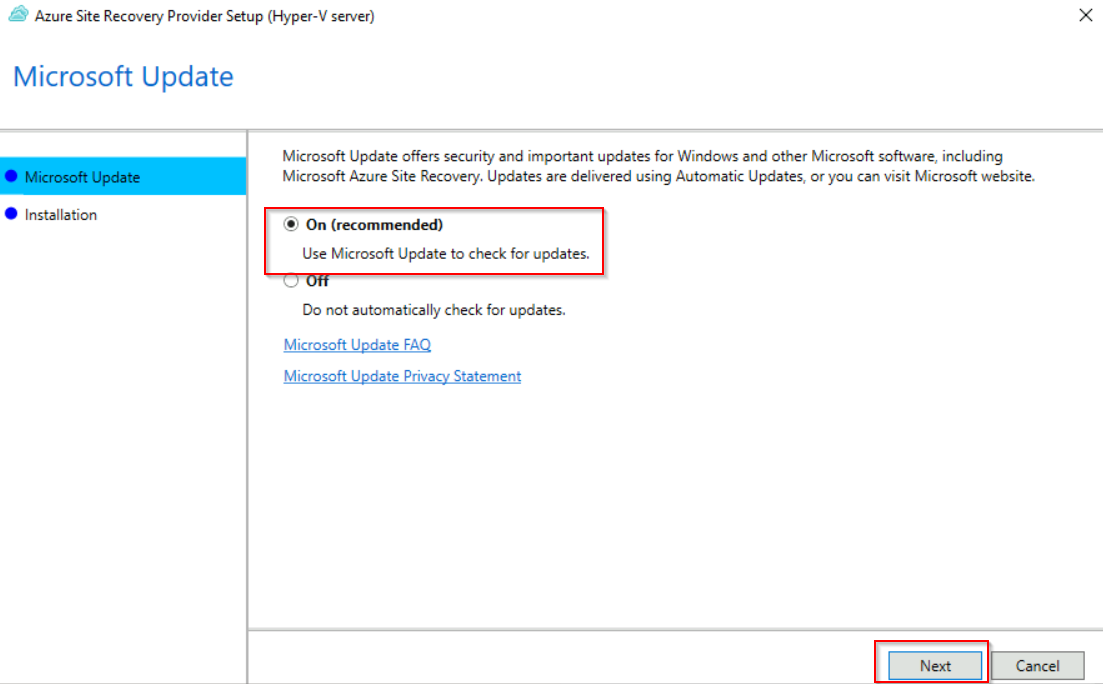 Azure Site Recovery Provider Setup (Hyper-V server)
Microsoft Update
Microsoft Update
Installation
Microsoft Update offers security and important updates for Windows and other Microsoft software, including
Microsoft Azure Site Recovery. Updates are delivered using Automatic Updates, or you can visit Microsoft website.
On (recommended)
Use Microsoft Update to check for updates.
Off
Do not automatically check for updates.
Microsoft Update FAQ
Microsoft Update Privacy Statement
Next
Cancel